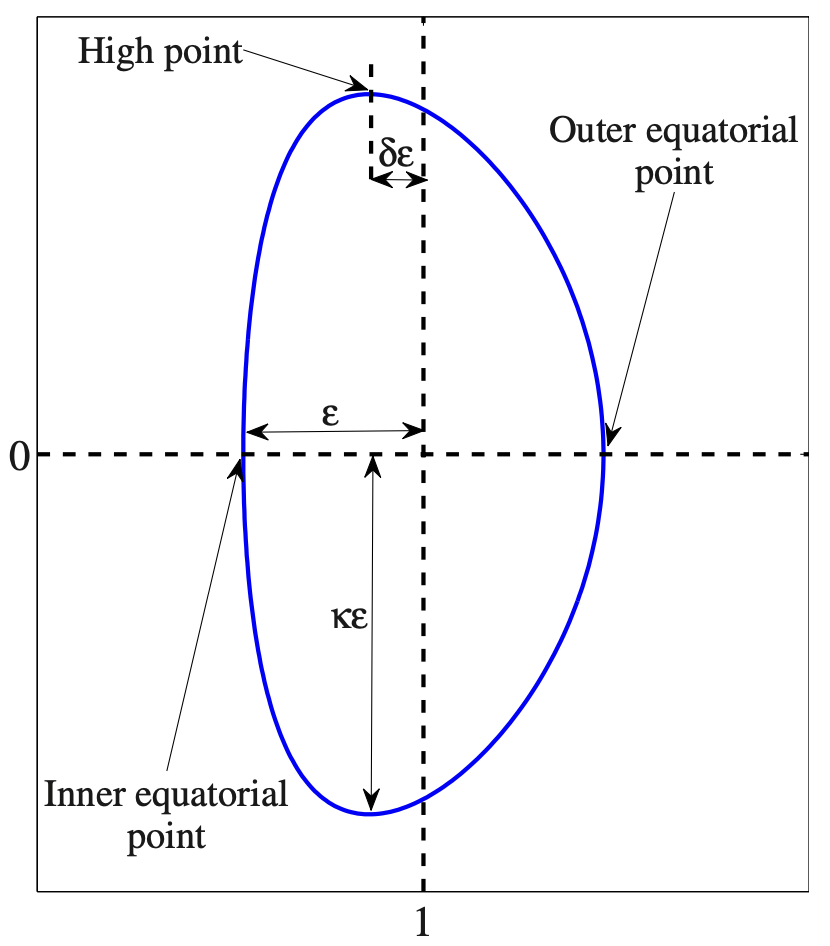 High point
Outer equatorial
point
δε
ε
0
κε
Inner equatorial
point
1